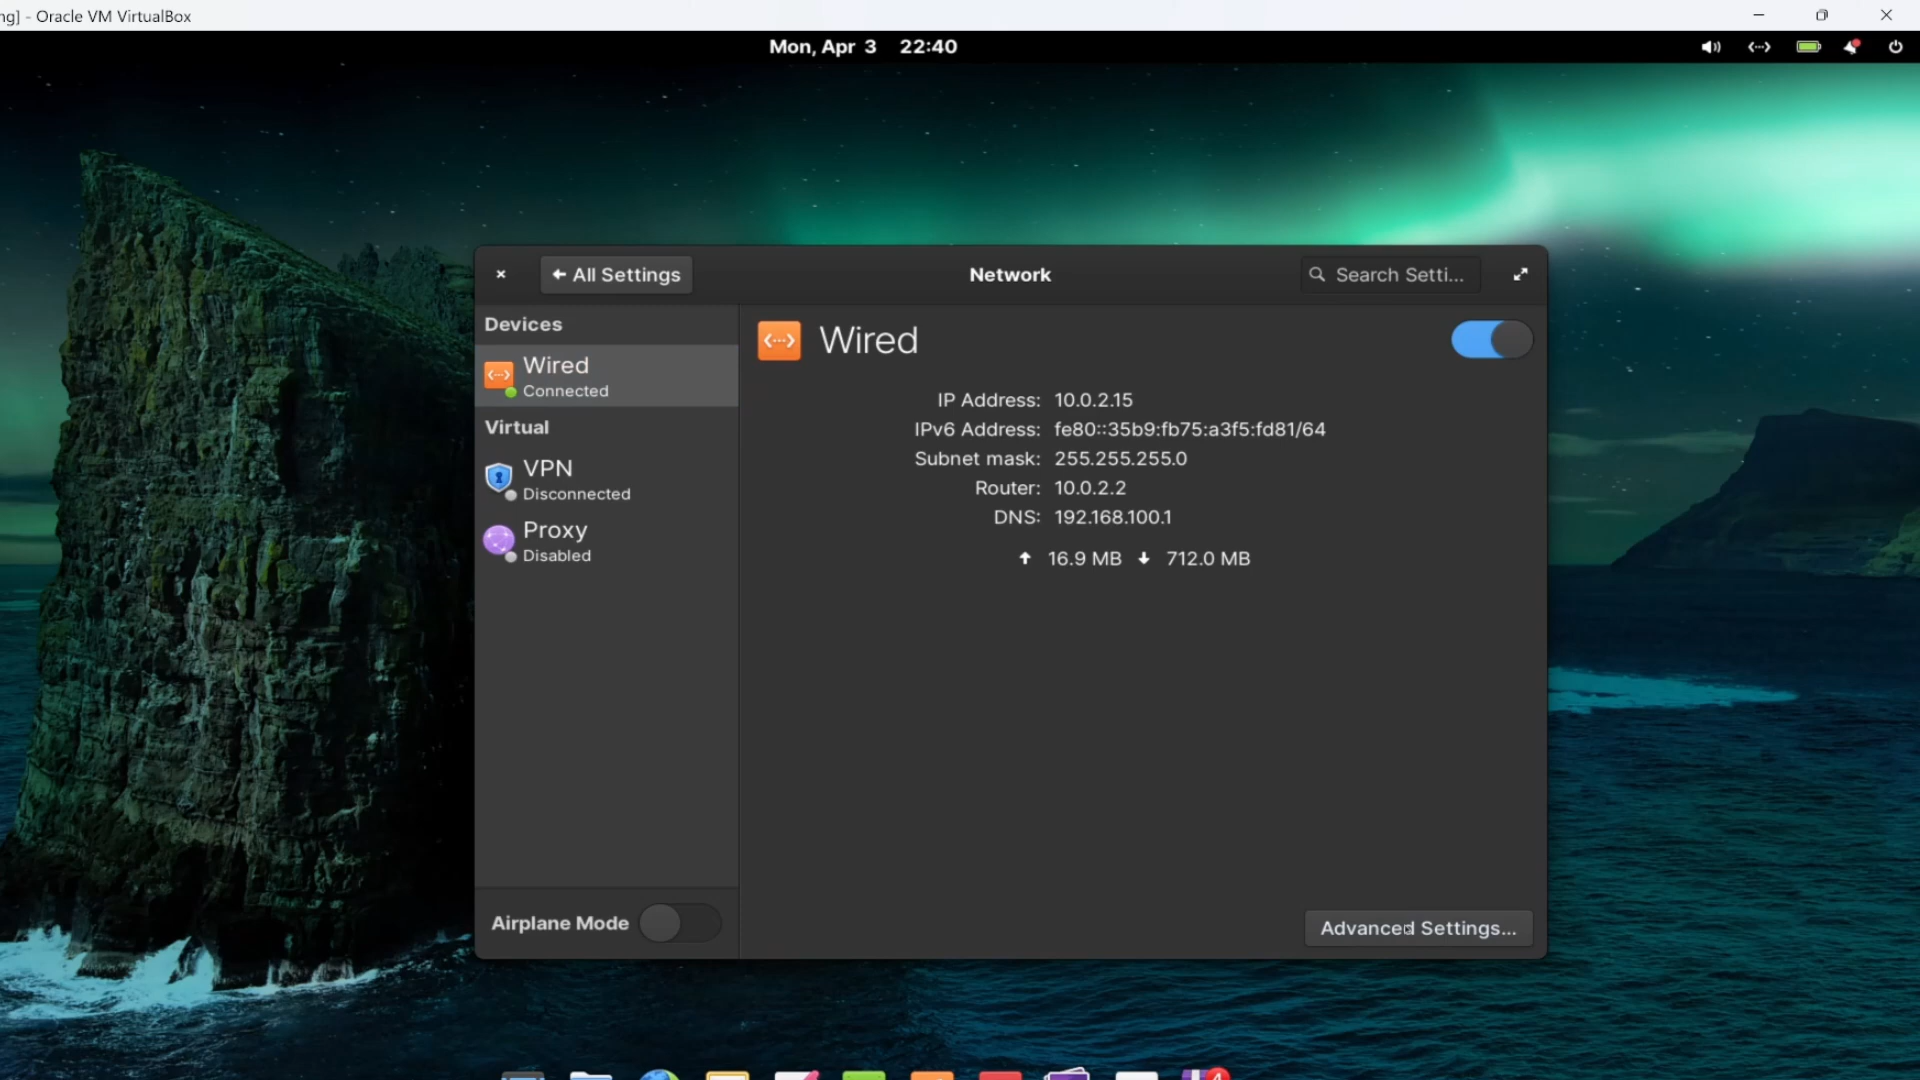 ng] - Oracle VM VirtualBox
Mon, Apr 3 22:40
← All Settings
Network
Search Setti...
Devices
Wired
Connected
Virtual
VPN
Disconnected
Proxy
Disabled
Airplane Mode
Wired
IP Address: 10.0.2.15
IPv6 Address: fe80::35b9:fb75:a3f5:fd81/64
Subnet mask: 255.255.255.0
Router: 10.0.2.2
DNS: 192.168.100.1
↑ 16.9 MB ↓ 712.0 MB
Advanced Settings...
4